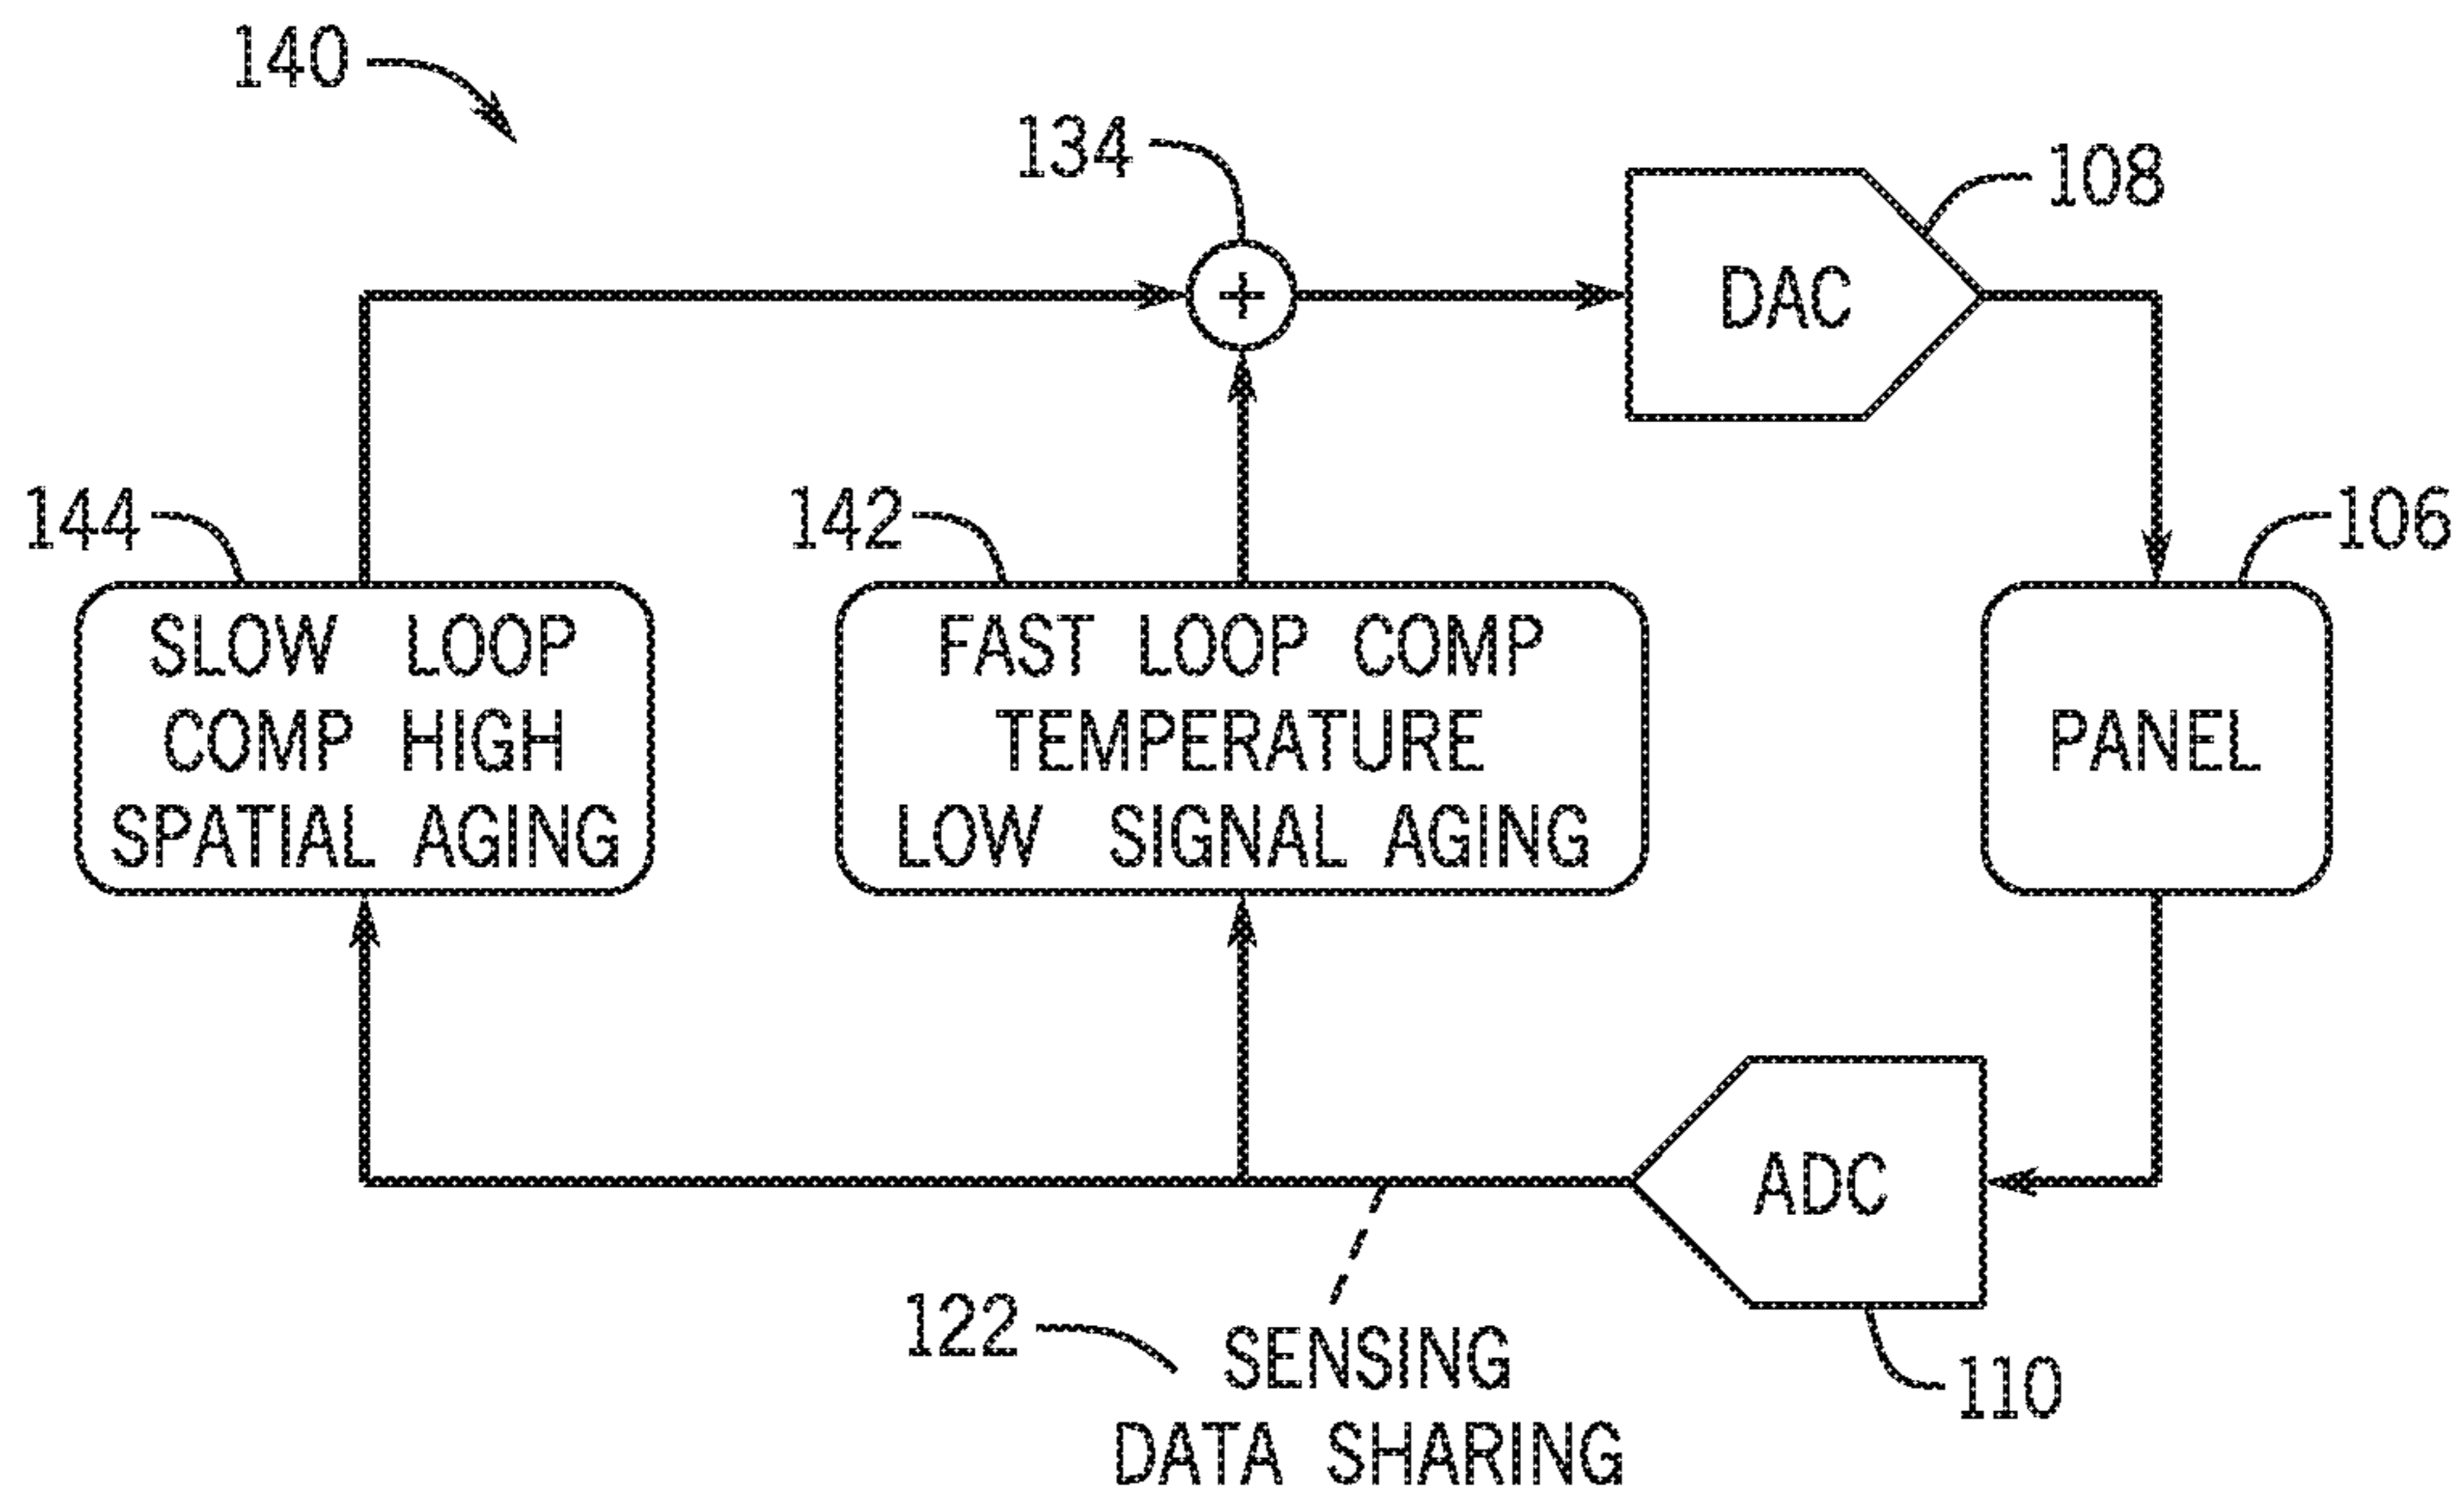 140
134
108
DAC
144
142
106
SLOW LOOP
COMP HIGH
SPATIAL AGING
FAST LOOP COMP
TEMPERATURE
LOW SIGNAL AGING
PANEL
ADC
122
SENSING
DATA SHARING
110